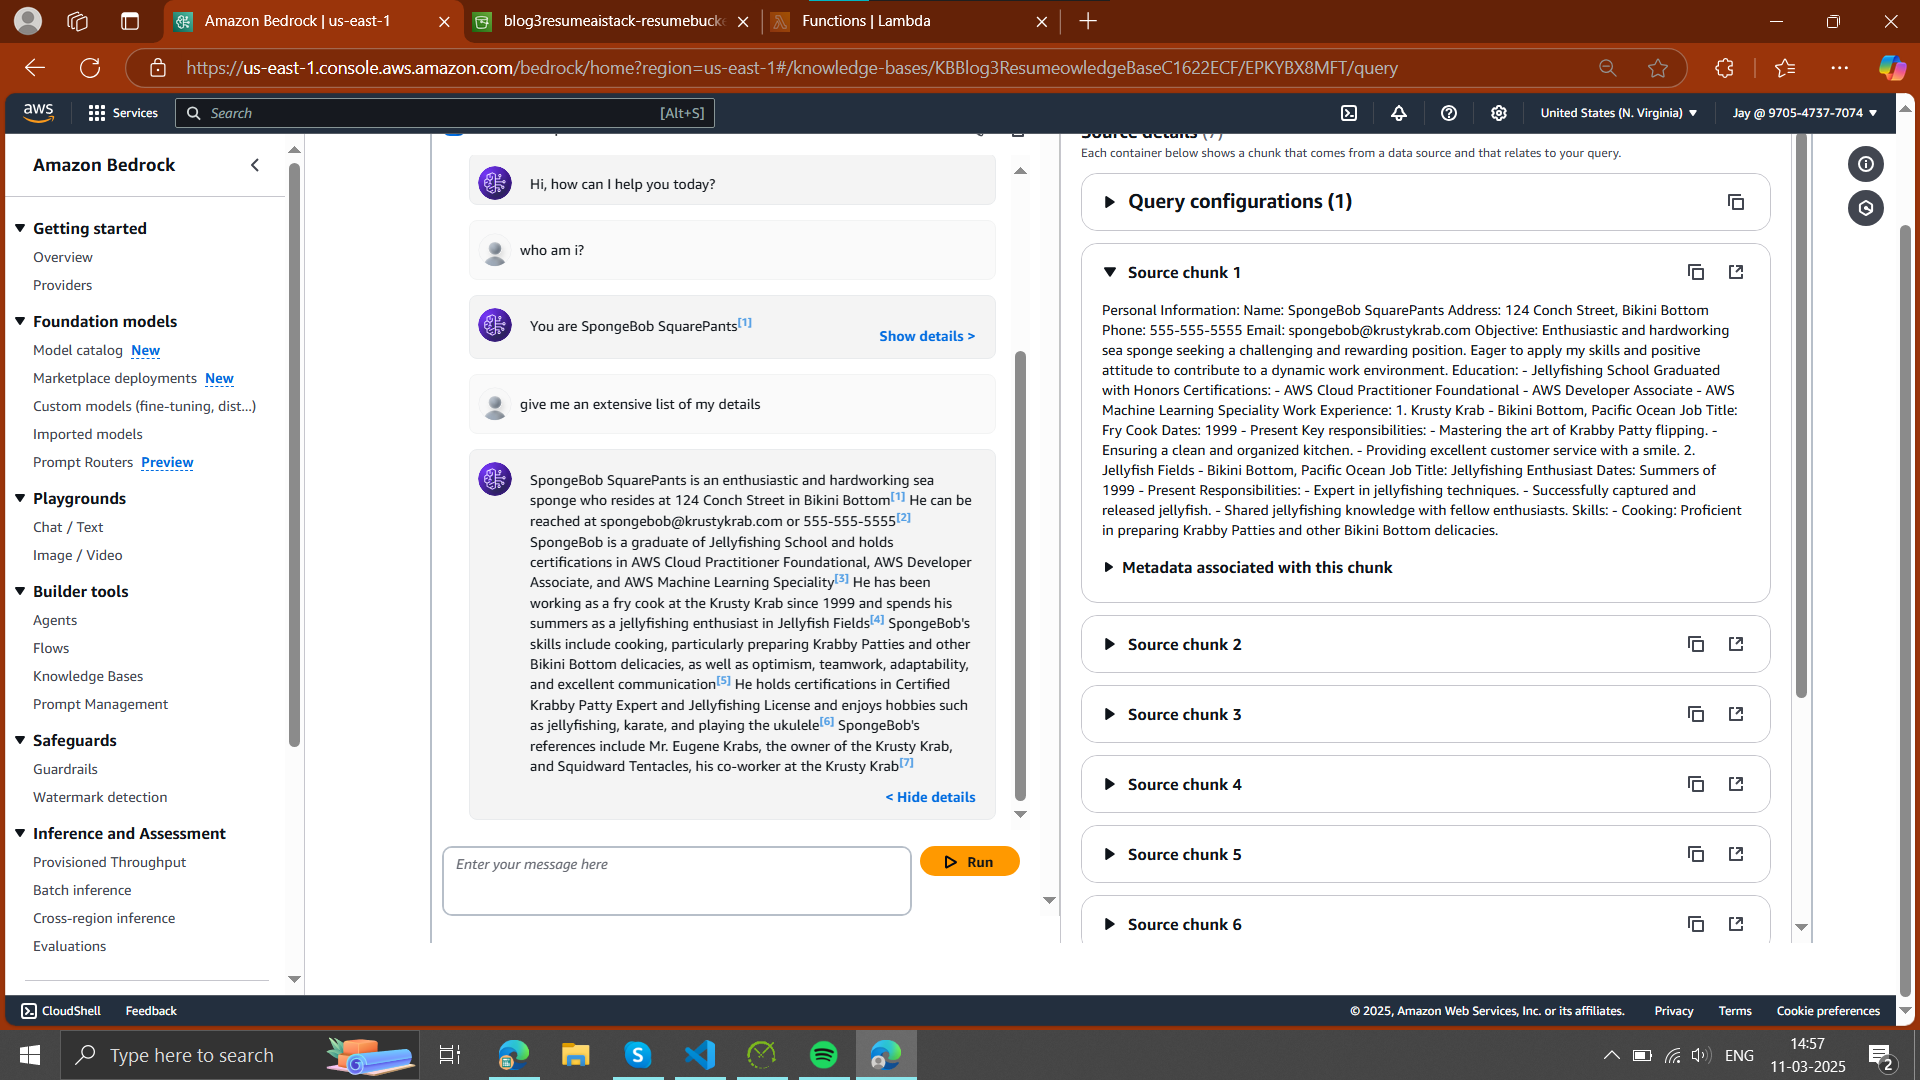 Amazon Bedrock | us-east-1
blog3resumeaistack-resumebucke
Functions | Lambda
https://us-east-1.console.aws.amazon.com/bedrock/home?region=us-east-1#/knowledge-bases/KBBlog3ResumeowledgeBaseC1622ECF/EPKYBX8MFT/query
aws
Services
Search
[Alt+S]
United States (N. Virginia)
Jay @ 9705-4737-7074
Amazon Bedrock
Getting started
Overview
Providers
Foundation models
Model catalog New
Marketplace deployments New
Custom models (fine-tuning, dist...)
Imported models
Prompt Routers Preview
Playgrounds
Chat / Text
Image / Video
Builder tools
Agents
Flows
Knowledge Bases
Prompt Management
Safeguards
Guardrails
Watermark detection
Inference and Assessment
Provisioned Throughput
Batch inference
Cross-region inference
Evaluations
Hi, how can I help you today?
who am i?
You are SpongeBob SquarePants[1]
Show details >
give me an extensive list of my details
SpongeBob SquarePants is an enthusiastic and hardworking sea
sponge who resides at 124 Conch Street in Bikini Bottom[1] He can be
reached at spongebob@krustykrab.com or 555-555-5555[2]
SpongeBob is a graduate of Jellyfishing School and holds
certifications in AWS Cloud Practitioner Foundational, AWS Developer
Associate, and AWS Machine Learning Speciality[3] He has been
working as a fry cook at the Krusty Krab since 1999 and spends his
summers as a jellyfishing enthusiast in Jellyfish Fields[4] SpongeBob's
skills include cooking, particularly preparing Krabby Patties and other
Bikini Bottom delicacies, as well as optimism, teamwork, adaptability,
and excellent communication[5] He holds certifications in Certified
Krabby Patty Expert and Jellyfishing License and enjoys hobbies such
as jellyfishing, karate, and playing the ukulele[6] SpongeBob's
references include Mr. Eugene Krabs, the owner of the Krusty Krab,
and Squidward Tentacles, his co-worker at the Krusty Krab[7]
< Hide details
Enter your message here
Run
Source details (7)
Each container below shows a chunk that comes from a data source and that relates to your query.
Query configurations (1)
Source chunk 1
Personal Information: Name: SpongeBob SquarePants Address: 124 Conch Street, Bikini Bottom
Phone: 555-555-5555 Email: spongebob@krustykrab.com Objective: Enthusiastic and hardworking
sea sponge seeking a challenging and rewarding position. Eager to apply my skills and positive
attitude to contribute to a dynamic work environment. Education: - Jellyfishing School Graduated
with Honors Certifications: - AWS Cloud Practitioner Foundational - AWS Developer Associate - AWS
Machine Learning Speciality Work Experience: 1. Krusty Krab - Bikini Bottom, Pacific Ocean Job Title:
Fry Cook Dates: 1999 - Present Key responsibilities: - Mastering the art of Krabby Patty flipping. -
Ensuring a clean and organized kitchen. - Providing excellent customer service with a smile. 2.
Jellyfish Fields - Bikini Bottom, Pacific Ocean Job Title: Jellyfishing Enthusiast Dates: Summers of
1999 - Present Responsibilities: - Expert in jellyfishing techniques. - Successfully captured and
released jellyfish. - Shared jellyfishing knowledge with fellow enthusiasts. Skills: - Cooking: Proficient
in preparing Krabby Patties and other Bikini Bottom delicacies.
Metadata associated with this chunk
Source chunk 2
Source chunk 3
Source chunk 4
Source chunk 5
Source chunk 6
CloudShell
Feedback
© 2025, Amazon Web Services, Inc. or its affiliates.
Privacy
Terms
Cookie preferences
Type here to search
ENG
14:57
11-03-2025
2